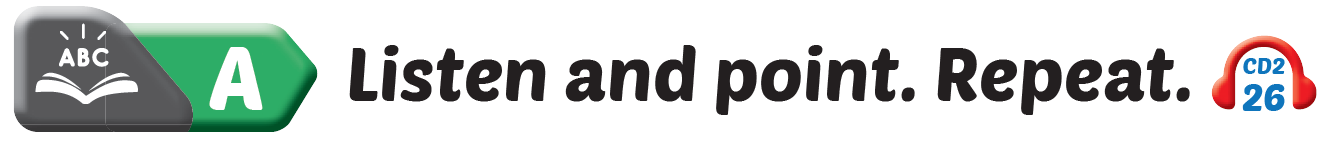 ABC A Listen and point. Repeat. CD2
26